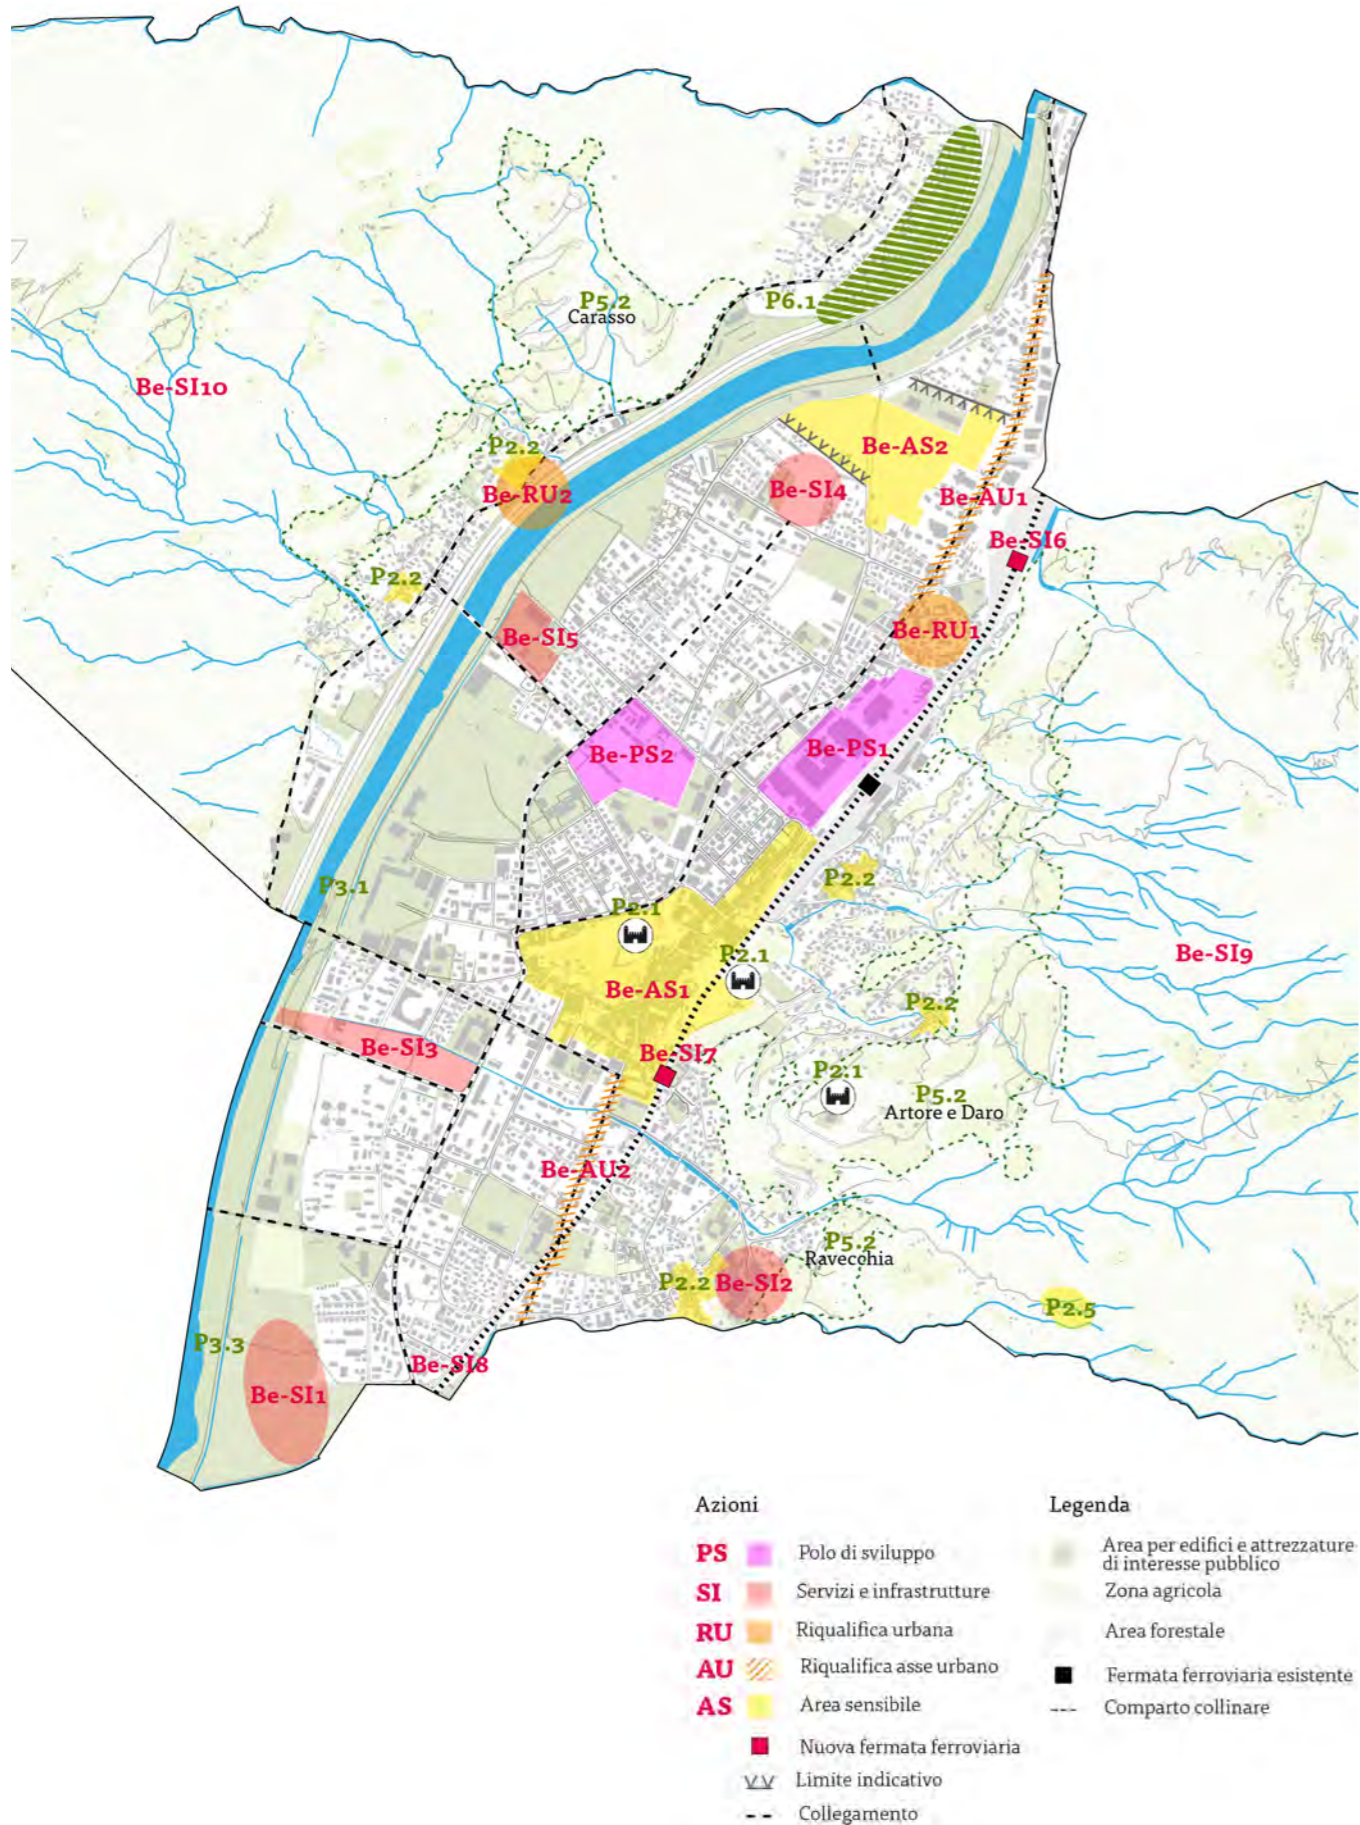 P5.2
Carasso
P6.1
Be-SI10
P2.2
Be-RU2
Be-SI4
Be-AS2
Be-AU1
Be-SI6
P2.2
Be-SI5
Be-RU1
Be-PS2
Be-PS1
P3.1
P2.2
P2.1
P2.1
Be-AS1
Be-SI9
P2.2
Be-SI3
Be-SI7
P2.1
P5.2
Artore e Daro
Be-AU2
P5.2
Ravecchia
P2.2
Be-SI2
P2.5
P3.3
Be-SI8
Be-SI1
Azioni
PS Polo di sviluppo
SI Servizi e infrastrutture
RU Riqualifica urbana
AU Riqualifica asse urbano
AS Area sensibile
Nuova fermata ferroviaria
Limite indicativo
Collegamento
Legenda
Area per edifici e attrezzature
di interesse pubblico
Zona agricola
Area forestale
Fermata ferroviaria esistente
Comparto collinare